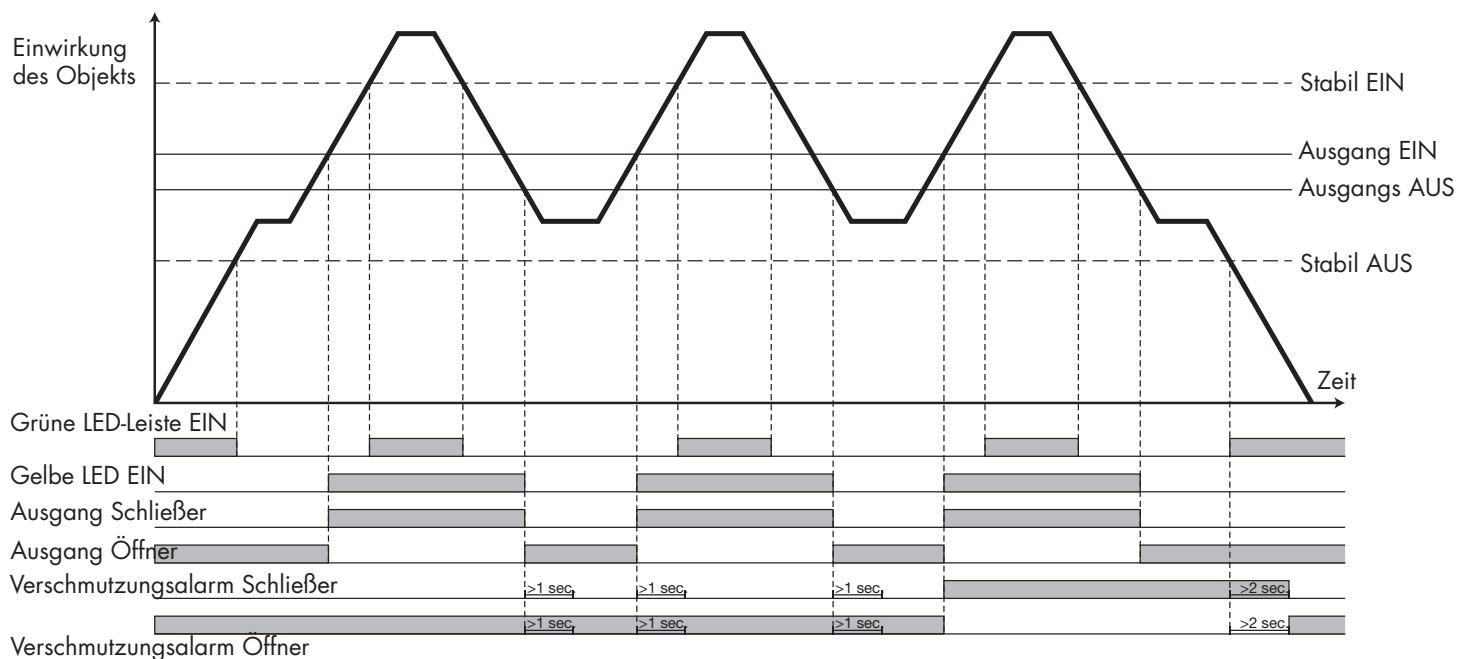 Einwirkung
des Objekts
Stabil EIN
Ausgang EIN
Ausgangs AUS
Stabil AUS
Zeit
Grüne LED-Leiste EIN
Gelbe LED EIN
Ausgang Schließer
Ausgang Öffner
Verschmutzungsalarm Schließer
>1 sec. >1 sec. >1 sec. >2 sec.
>1 sec. >1 sec. >1 sec. >2 sec.
Verschmutzungsalarm Öffner